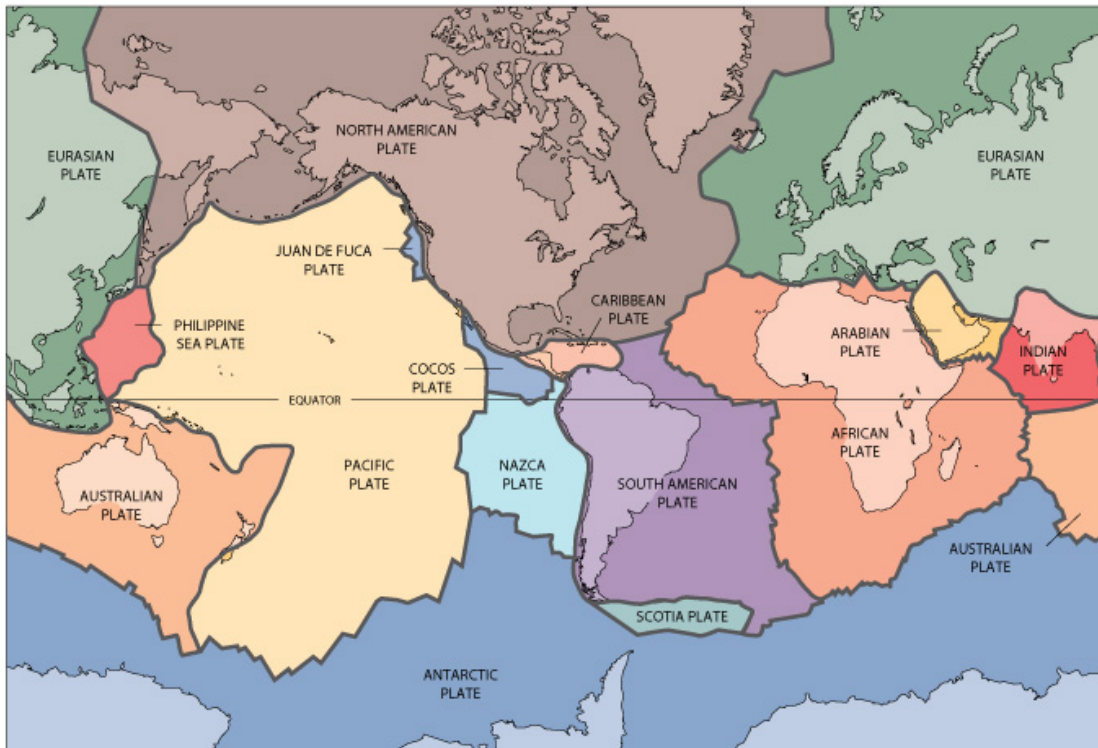 NORTH AMERICAN
PLATE
EURASIAN
PLATE
EURASIAN
PLATE
JUAN DE FUCA
PLATE
CARIBBEAN
PLATE
PHILIPPINE
SEA PLATE
ARABIAN
PLATE
INDIAN
PLATE
COCOS
PLATE
EQUATOR
AFRICAN
PLATE
PACIFIC
PLATE
NAZCA
PLATE
SOUTH AMERICAN
PLATE
AUSTRALIAN
PLATE
AUSTRALIAN
PLATE
SCOTIA PLATE
ANTARCTIC
PLATE